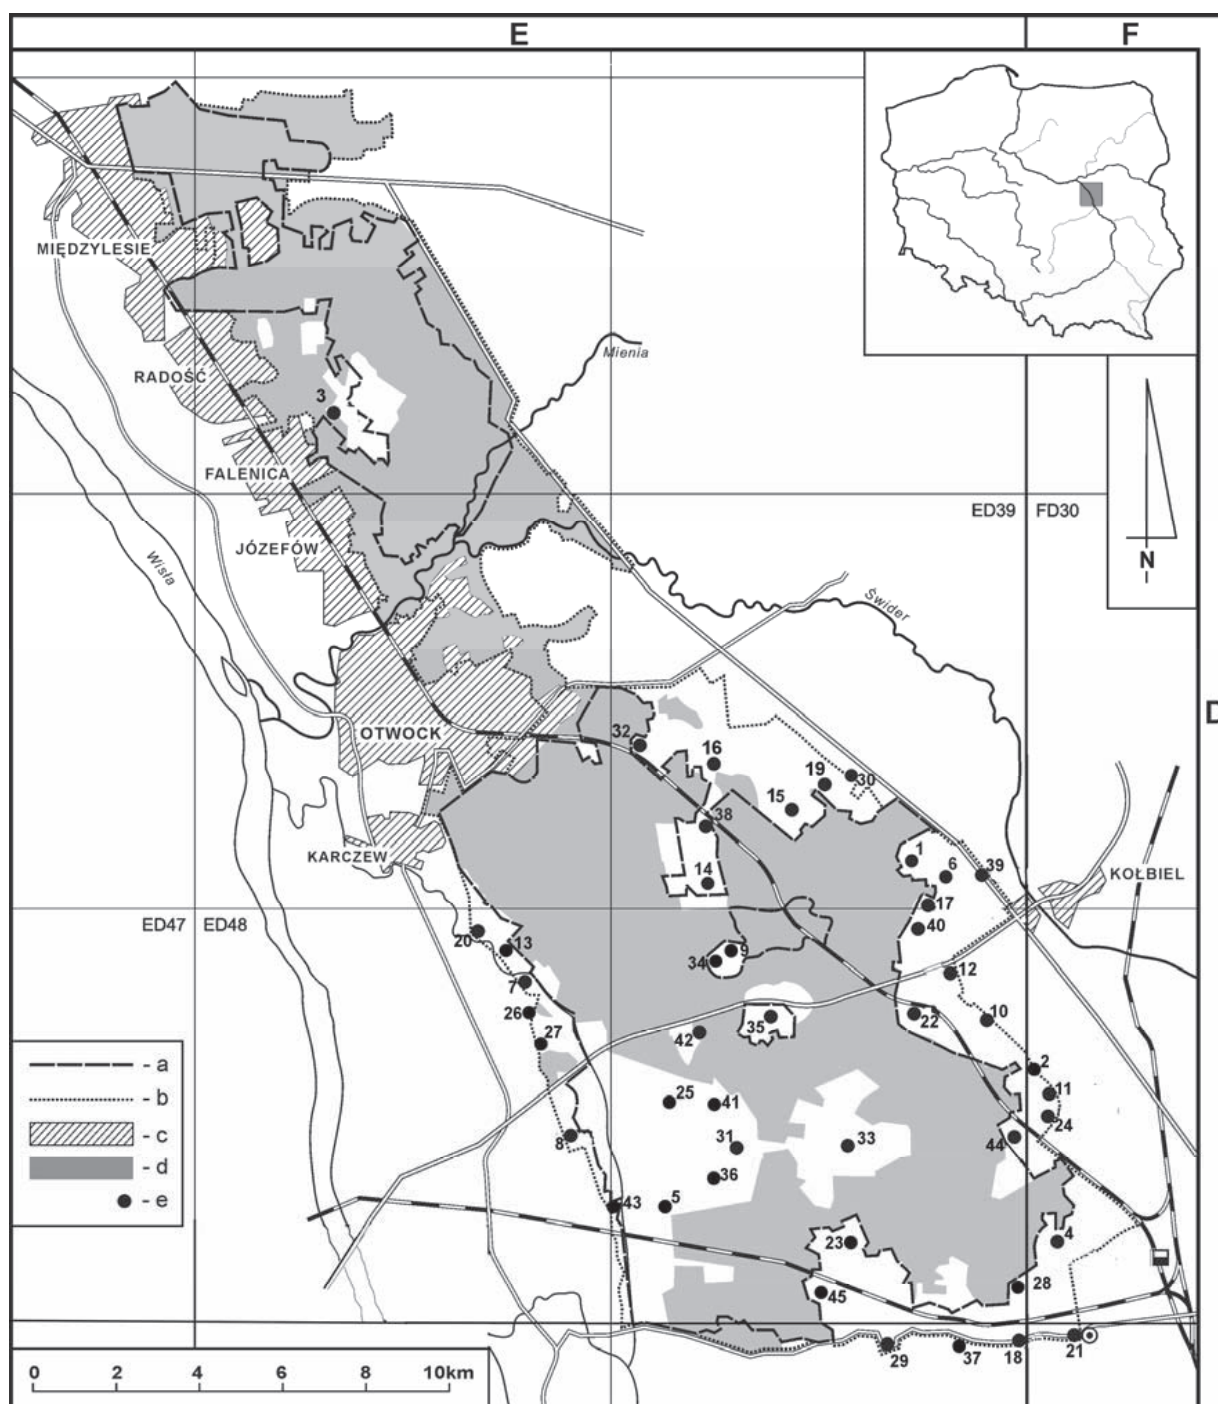 E
F
MIĘDZYLESIE
Mienia
RADOŚĆ
3
FALENICA
ED39
FD30
JÓZEFÓW
N
Wisła
Świder
D
OTWOCK
32
16
19
30
15
38
KARCZEW
1
6
39
KOŁBIEL
14
17
ED47
ED48
40
20
13
9
34
12
7
26
22
10
35
27
42
2
a
11
25
41
b
24
c
8
31
33
44
d
36
e
43
5
23
4
28
45
29
37
18
21
0
2
4
6
8
10km